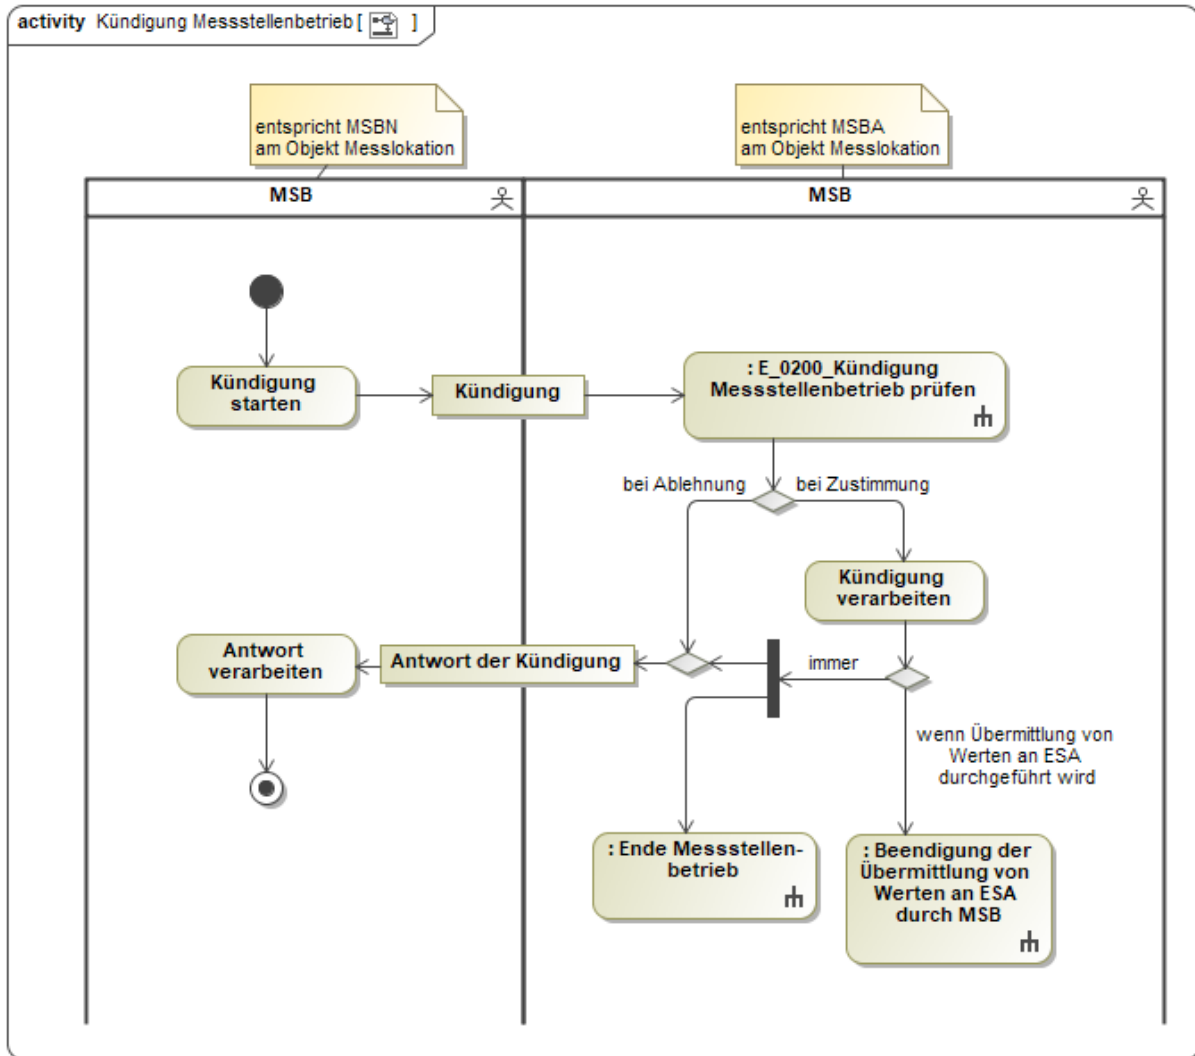 activity Kündigung Messstellenbetrieb [ ]
entspricht MSBN
am Objekt Messlokation
entspricht MSBA
am Objekt Messlokation
MSB
MSB
Kündigung
starten
Kündigung
: E_0200_Kündigung
Messstellenbetrieb prüfen
bei Ablehnung
bei Zustimmung
Kündigung
verarbeiten
Antwort
verarbeiten
Antwort der Kündigung
immer
wenn Übermittlung von
Werten an ESA
durchgeführt wird
: Ende Messstellen-
betrieb
: Beendigung der
Übermittlung von
Werten an ESA
durch MSB